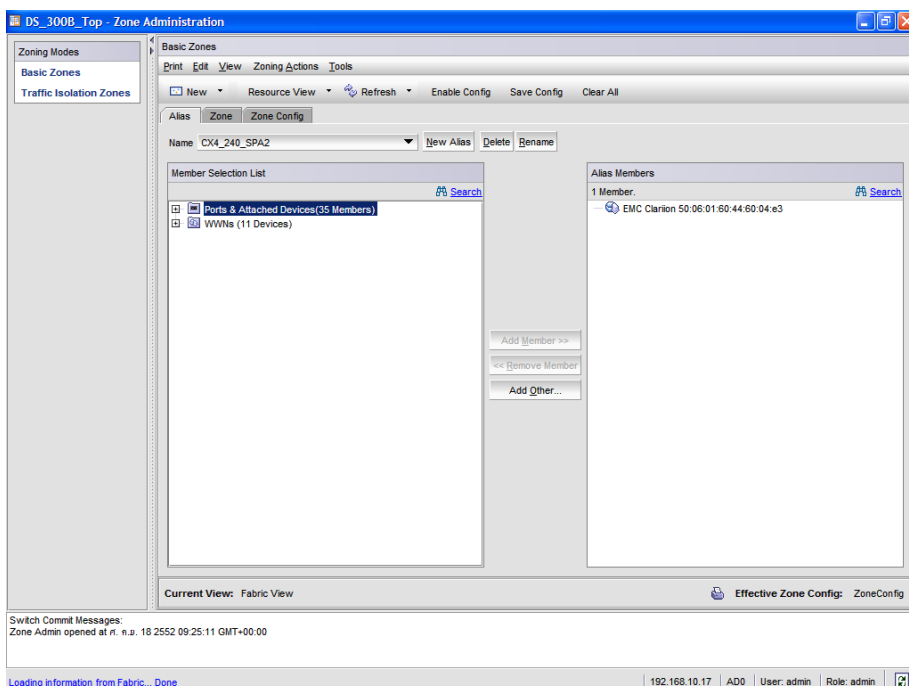 DS_300B_Top - Zone Administration
Zoning Modes
Basic Zones
Traffic Isolation Zones
Basic Zones
Print Edit View Zoning Actions Tools
New Resource View Refresh Enable Config Save Config Clear All
Alias Zone Zone Config
Name CX4_240_SPA2 New Alias Delete Rename
Member Selection List
Search
Ports & Attached Devices(35 Members)
WWNs (11 Devices)
Add Member >>
<< Remove Member
Add Other...
Alias Members
1 Member. Search
EMC Clariion 50:06:01:60:44:60:04:e3
Current View: Fabric View
Effective Zone Config: ZoneConfig
Switch Commit Messages:
Zone Admin opened at ศ. ก.ย. 18 2552 09:25:11 GMT+00:00
Loading information from Fabric... Done
192.168.10.17 AD0 User: admin Role: admin